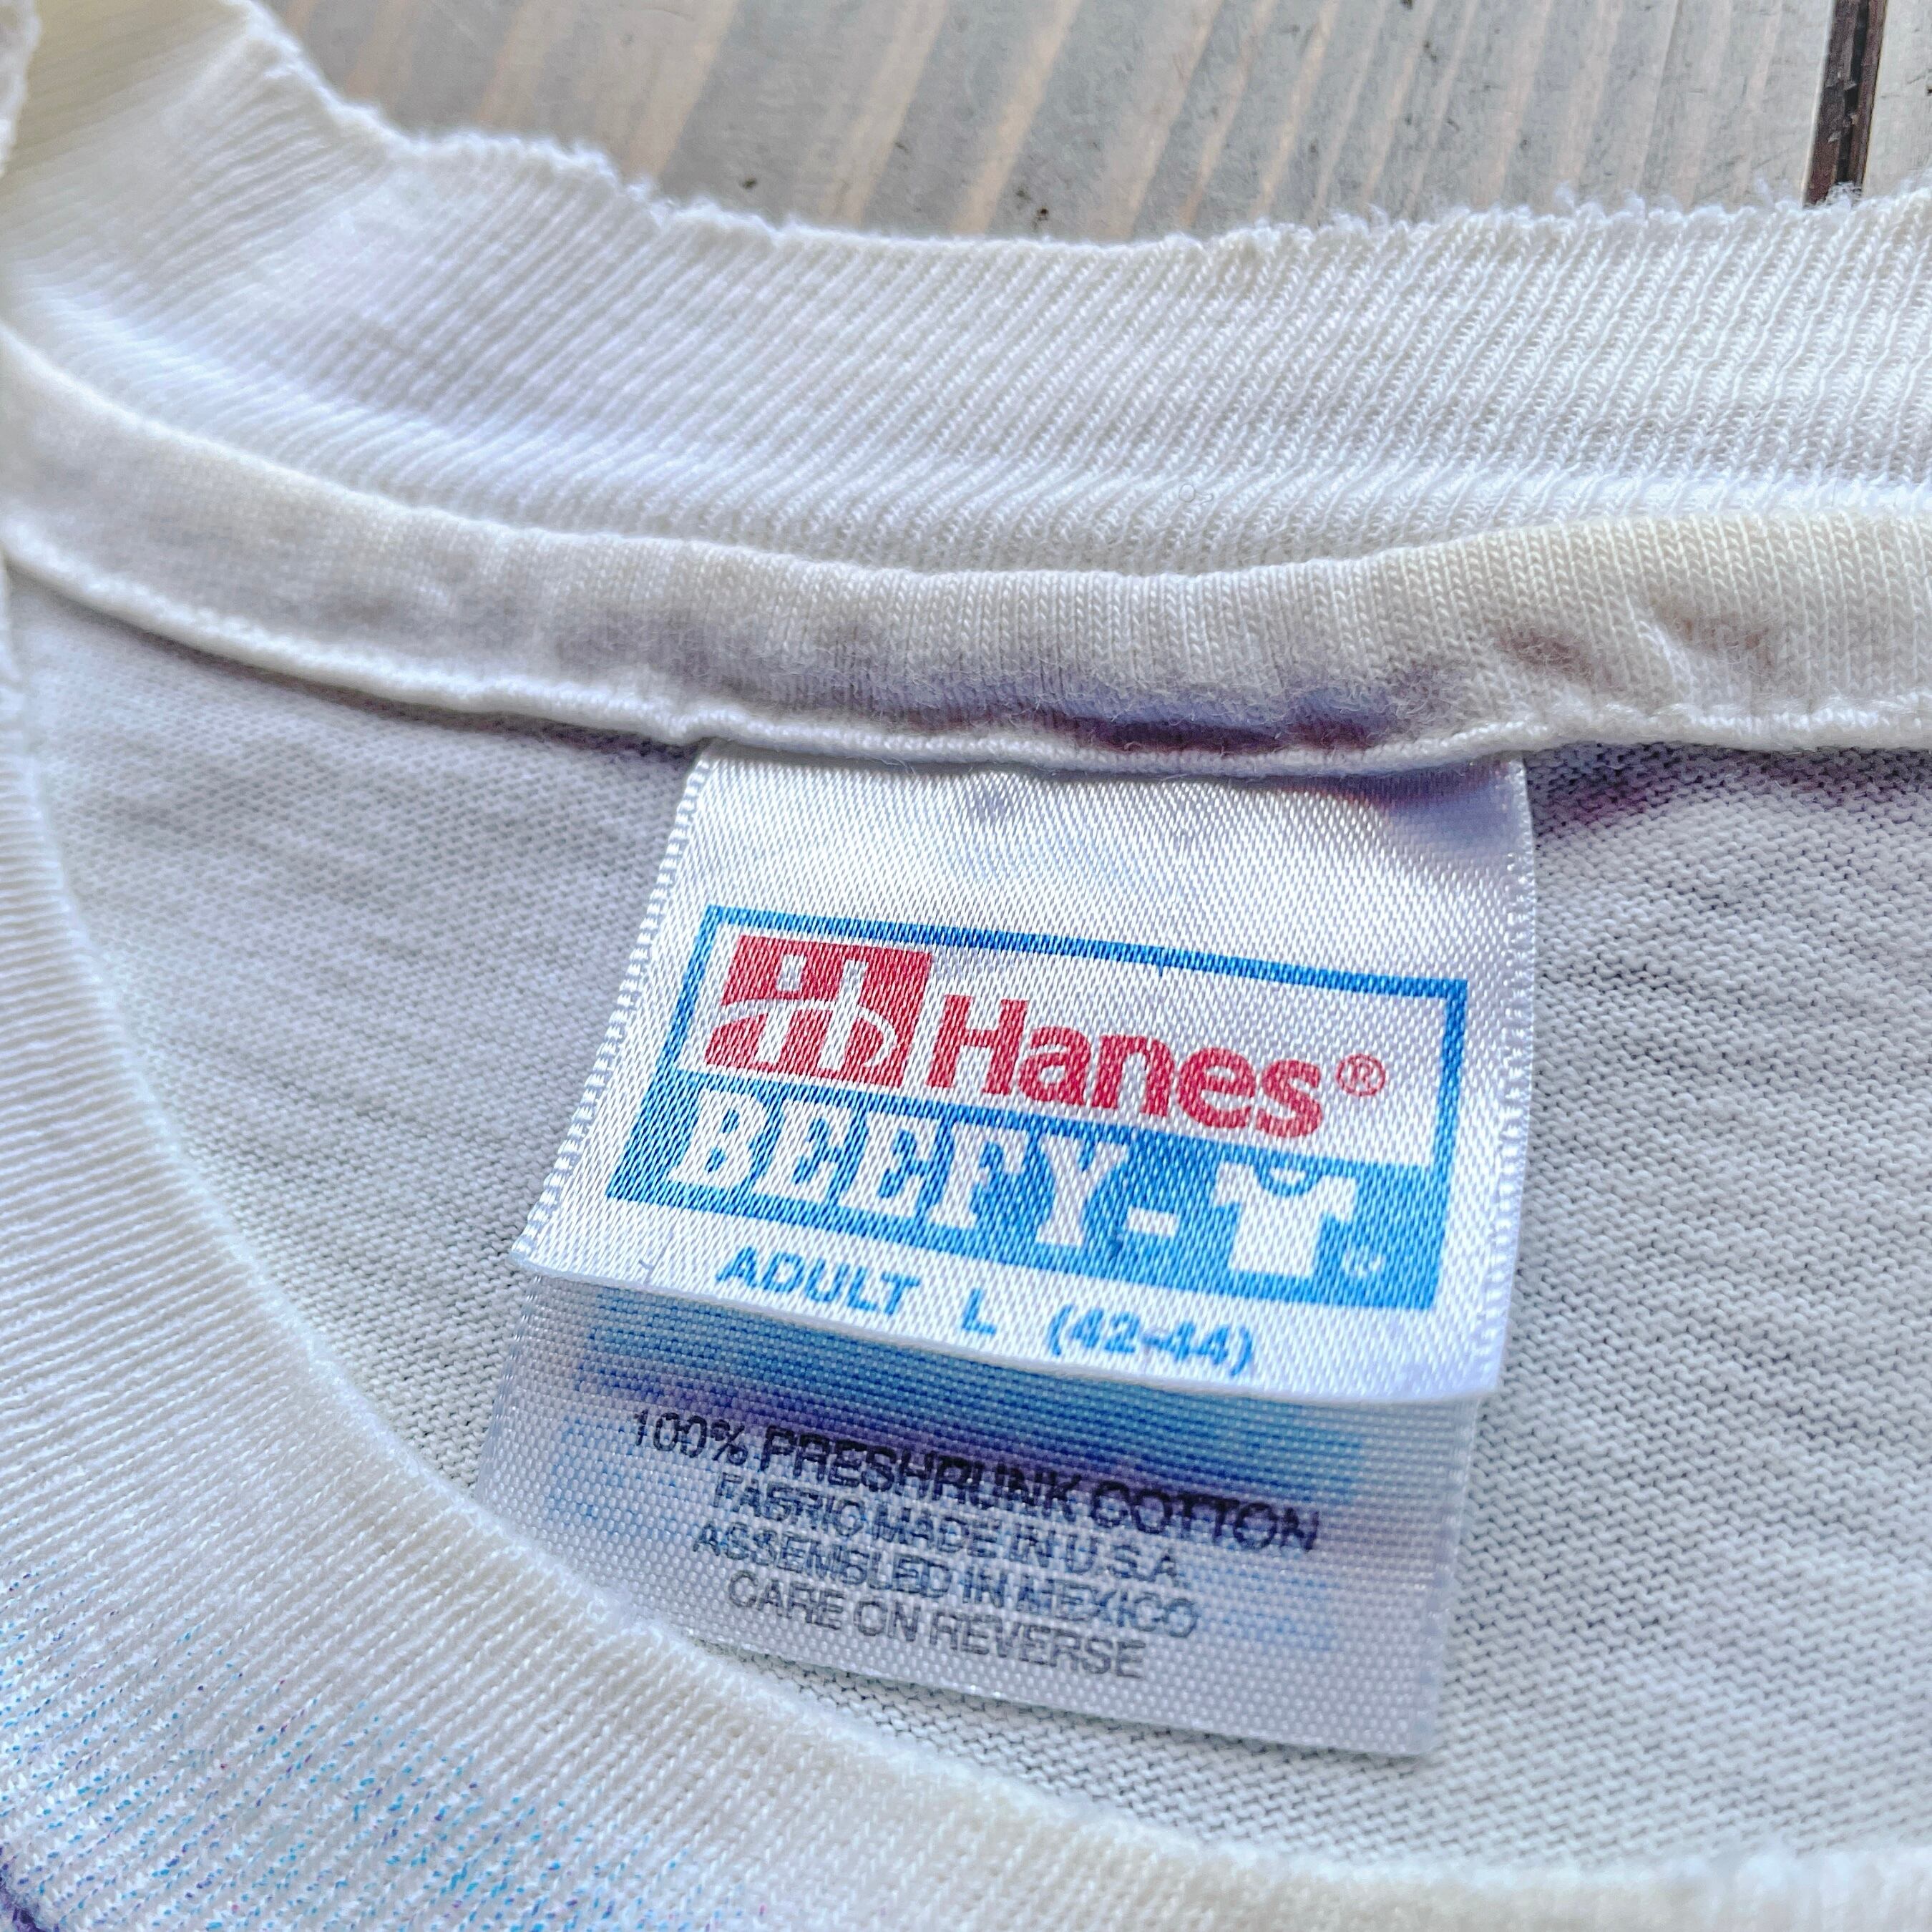 Hanes®
BEEFY-T®
ADULT L (42-44)
100% PRESHRUNK COTTON
FABRIC MADE IN U.S.A.
ASSEMBLED IN MEXICO
CARE ON REVERSE